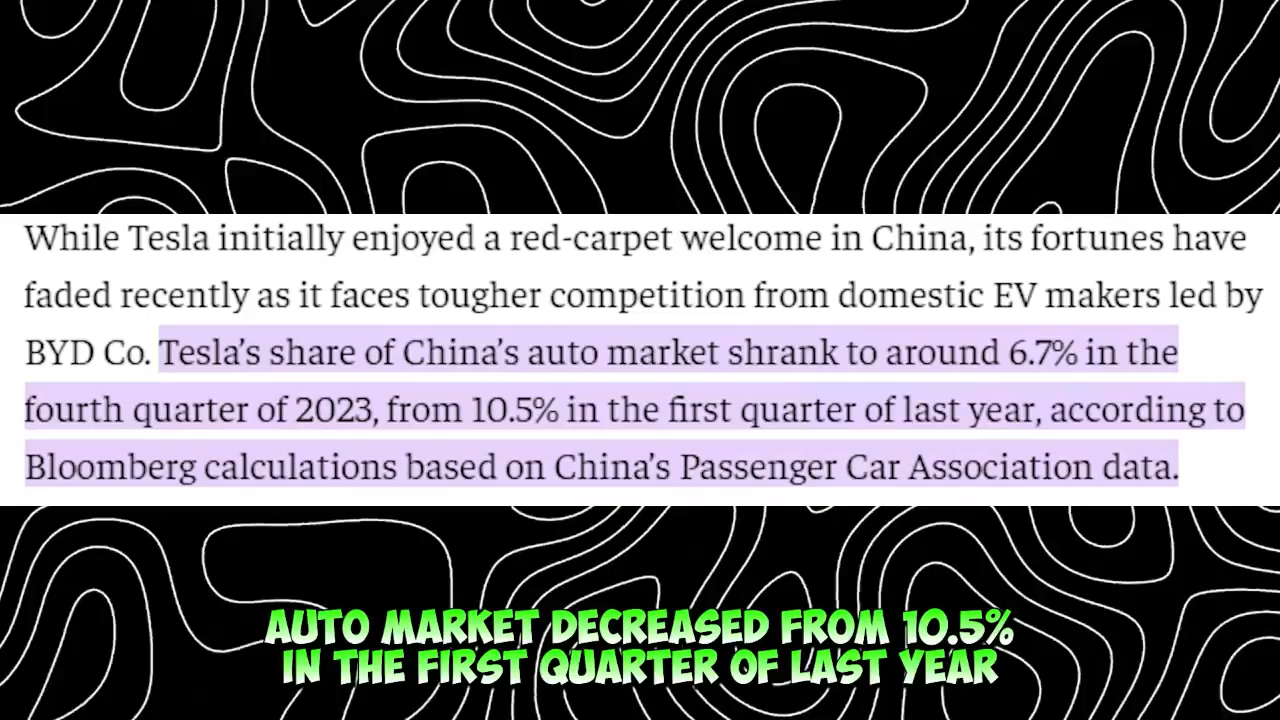 While Tesla initially enjoyed a red-carpet welcome in China, its fortunes have
faded recently as it faces tougher competition from domestic EV makers led by
BYD Co. Tesla’s share of China’s auto market shrank to around 6.7% in the
fourth quarter of 2023, from 10.5% in the first quarter of last year, according to
Bloomberg calculations based on China’s Passenger Car Association data.
AUTO MARKET DECREASED FROM 10.5%
IN THE FIRST QUARTER OF LAST YEAR